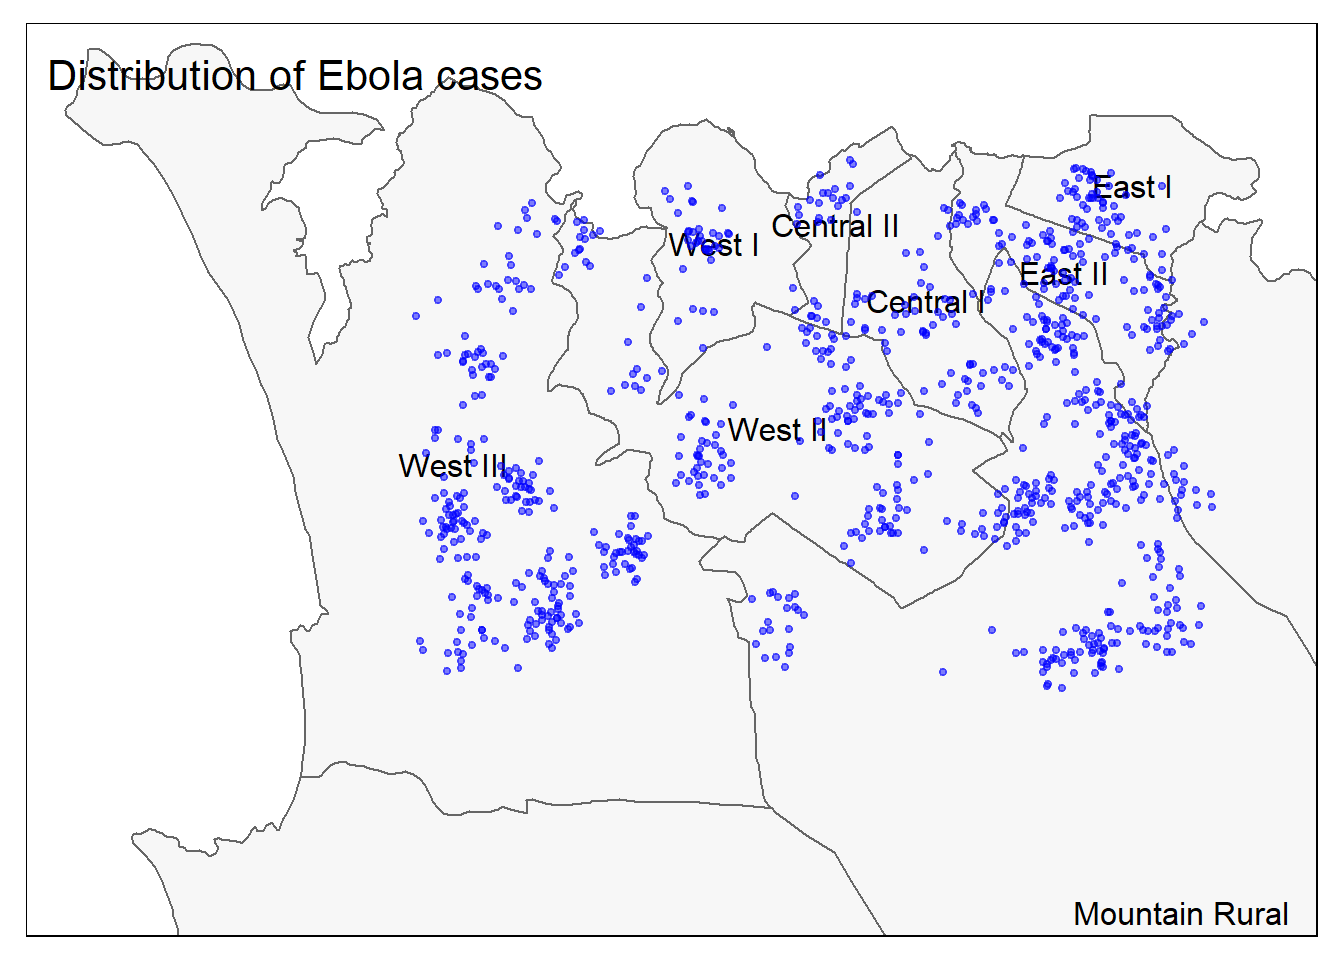 Distribution of Ebola cases
East I
Central II
West I
East II
Central I
West II
West III
Mountain Rural